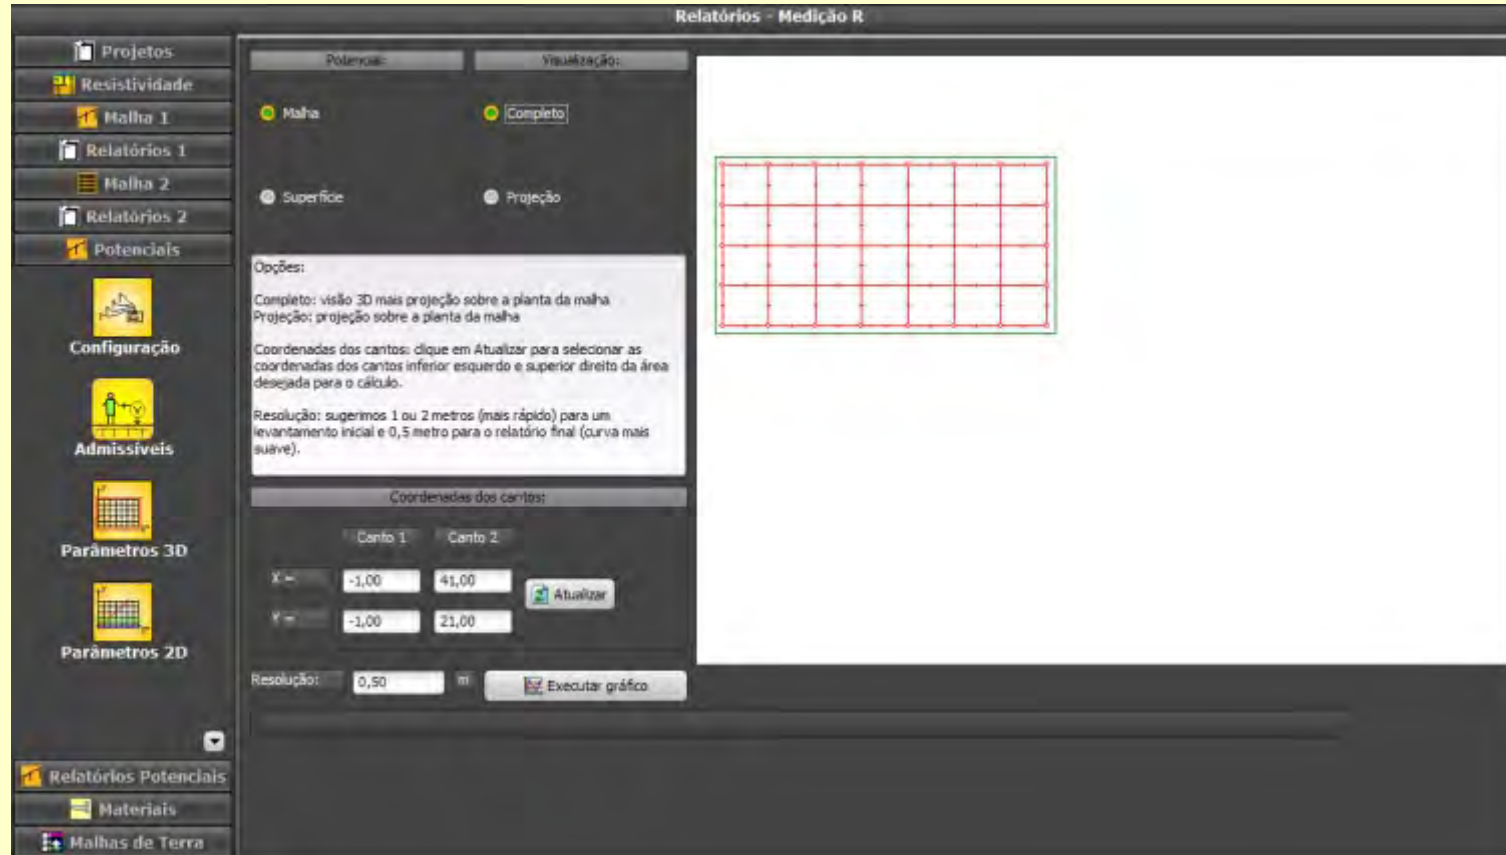 Relatórios - Medição R
Projetos
Resistividade
Malha 1
Relatórios 1
Malha 2
Relatórios 2
Potenciais
Configuração
Admissíveis
Parâmetros 3D
Parâmetros 2D
Relatórios Potenciais
Materiais
Malhas de Terra
Potencial:
Visualização:
Malha
Completo
Superfície
Projeção
Opções:
Completo: visão 3D mais projeção sobre a planta da malha
Projeção: projeção sobre a planta da malha
Coordenadas dos cantos: clique em Atualizar para selecionar as
coordenadas dos cantos inferior esquerdo e superior direito da área
desejada para o cálculo.
Resolução: sugerimos 1 ou 2 metros (mais rápido) para um
levantamento inicial e 0,5 metro para o relatório final (curva mais
suave).
Coordenadas dos cantos:
Canto 1 Canto 2
X = -1,00 41,00
Atualizar
Y = -1,00 21,00
Resolução: 0,50 m
Executar gráfico